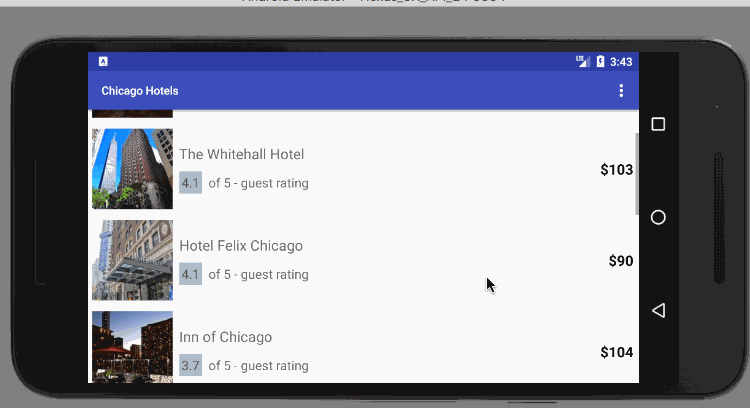 3:43
Chicago Hotels
The Whitehall Hotel
$103
4.1 of 5 - guest rating
Hotel Felix Chicago
$90
4.1 of 5 - guest rating
Inn of Chicago
$104
3.7 of 5 - guest rating